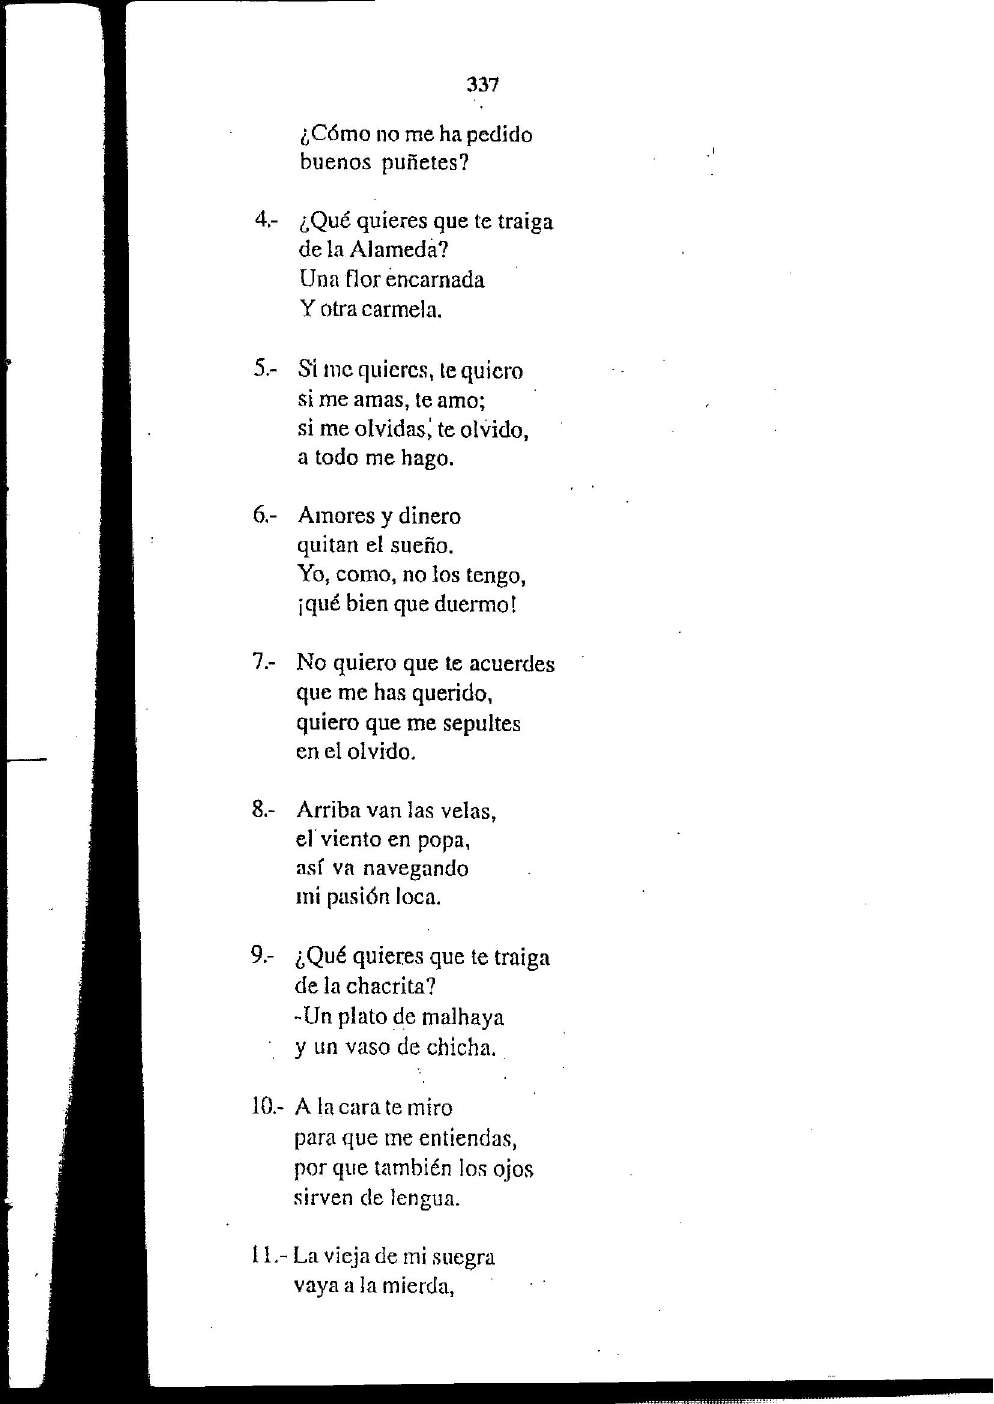 337
¿Cómo no me ha pedido
buenos puñetes?
4.- ¿Qué quieres que te traiga
de la Alameda?
Una flor encarnada
Y otra carmela.
5.- Si me quieres, te quiero
si me amas, te amo;
si me olvidas, te olvido,
a todo me hago.
6.- Amores y dinero
quitan el sueño.
Yo, como, no los tengo,
¡qué bien que duermo!
7.- No quiero que te acuerdes
que me has querido,
quiero que me sepultes
en el olvido.
8.- Arriba van las velas,
el viento en popa,
así va navegando
mi pasión loca.
9.- ¿Qué quieres que te traiga
de la chacrita?
-Un plato de malhaya
y un vaso de chicha.
10.- A la cara te miro
para que me entiendas,
por que también los ojos
sirven de lengua.
11.- La vieja de mi suegra
vaya a la mierda,